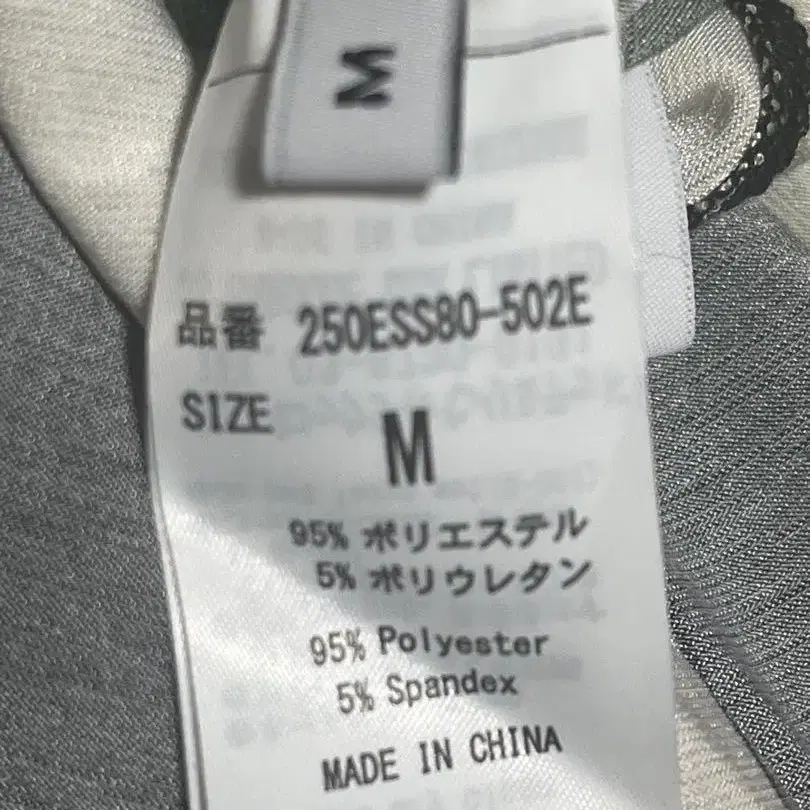 M
品番 250ESS80-502E
SIZE M
95% ポリエステル
5% ポリウレタン
95% Polyester
5% Spandex
MADE IN CHINA